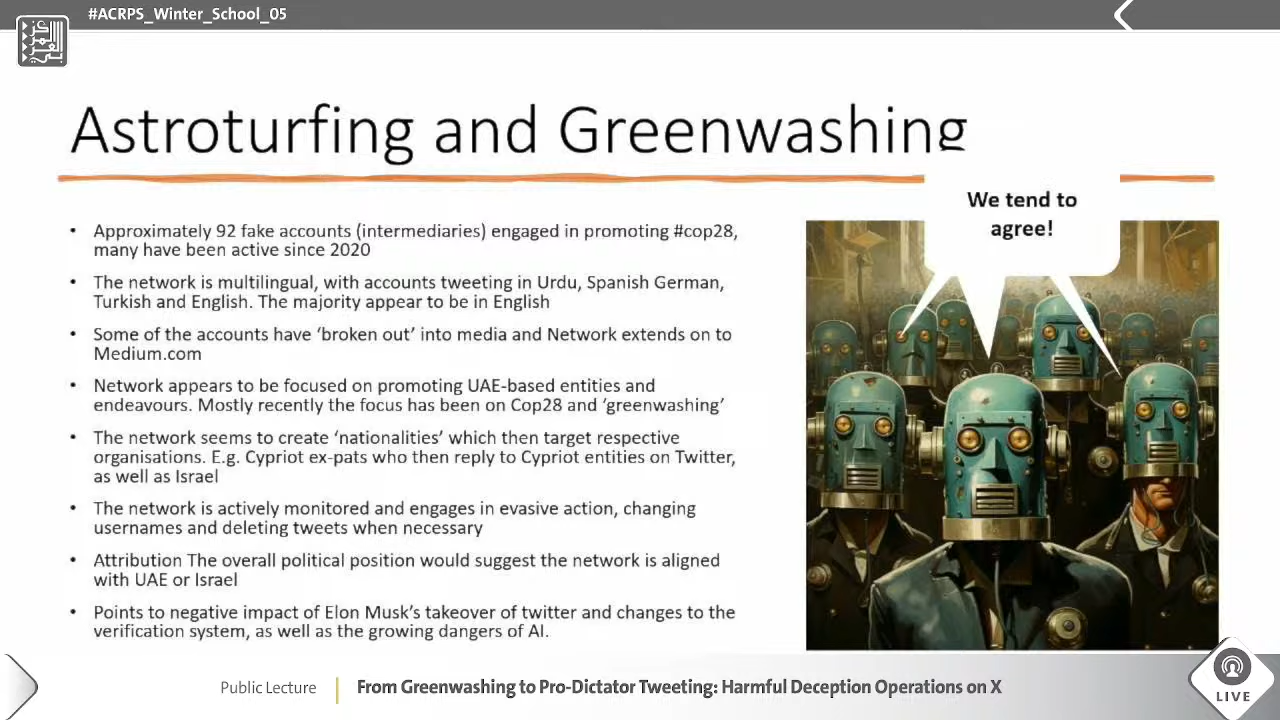 #ACRPS_Winter_School_05
Astroturfing and Greenwashing
We tend to
agree!
• Approximately 92 fake accounts (intermediaries) engaged in promoting #cop28,
many have been active since 2020
• The network is multilingual, with accounts tweeting in Urdu, Spanish German,
Turkish and English. The majority appear to be in English
• Some of the accounts have ‘broken out’ into media and Network extends on to
Medium.com
• Network appears to be focused on promoting UAE-based entities and
endeavours. Mostly recently the focus has been on Cop28 and ‘greenwashing’
• The network seems to create ‘nationalities’ which then target respective
organisations. E.g. Cypriot ex-pats who then reply to Cypriot entities on Twitter,
as well as Israel
• The network is actively monitored and engages in evasive action, changing
usernames and deleting tweets when necessary
• Attribution The overall political position would suggest the network is aligned
with UAE or Israel
• Points to negative impact of Elon Musk’s takeover of twitter and changes to the
verification system, as well as the growing dangers of AI.
Public Lecture
From Greenwashing to Pro-Dictator Tweeting: Harmful Deception Operations on X
LIVE